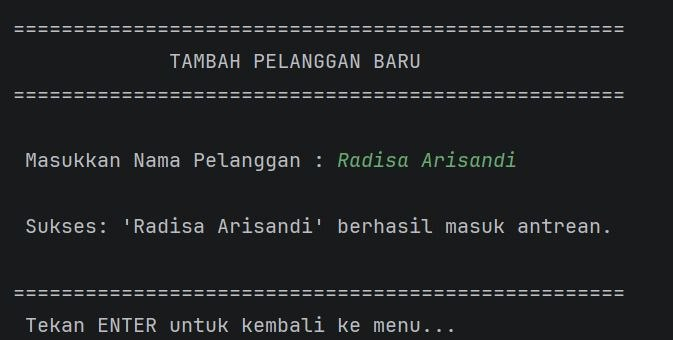 ===================================================
TAMBAH PELANGGAN BARU
===================================================
Masukkan Nama Pelanggan : Radisa Arisandi
Sukses: 'Radisa Arisandi' berhasil masuk antrean.
===================================================
Tekan ENTER untuk kembali ke menu...